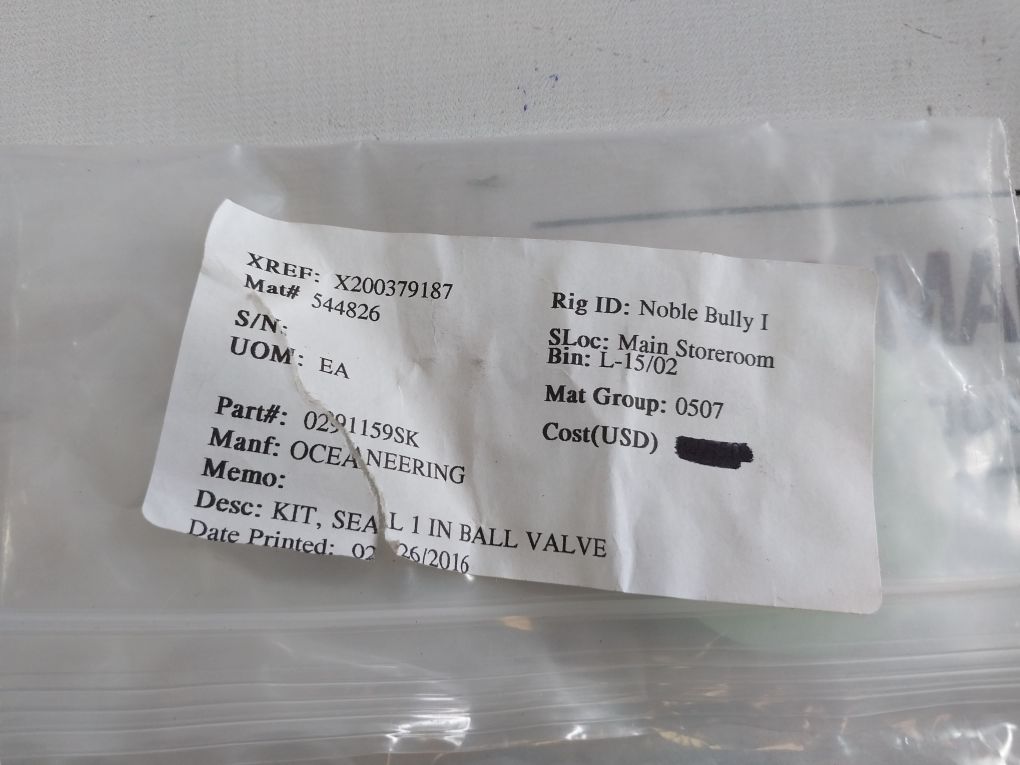 XREF: X200379187
Mat# 544826
S/N:
UOM: EA
Part#: 0291159SK
Manf: OCEANEERING
Memo:
Desc: KIT, SEAL 1 IN BALL VALVE
Date Printed: 02/26/2016
Rig ID: Noble Bully I
SLoc: Main Storeroom
Bin: L-15/02
Mat Group: 0507
Cost(USD)